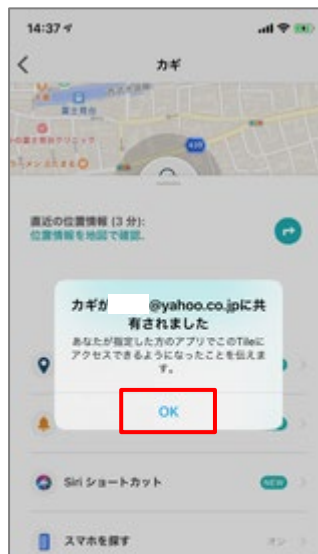 14:37
カギ
富士見台
420
直近の位置情報 (3 分):
位置情報を地図で確認.
カギが @yahoo.co.jpに共
有されました
あなたが指定した方のアプリでこのTileに
アクセスできるようになったことを伝えま
す。
OK
Siri ショートカット
NEW
スマホを探す
オン